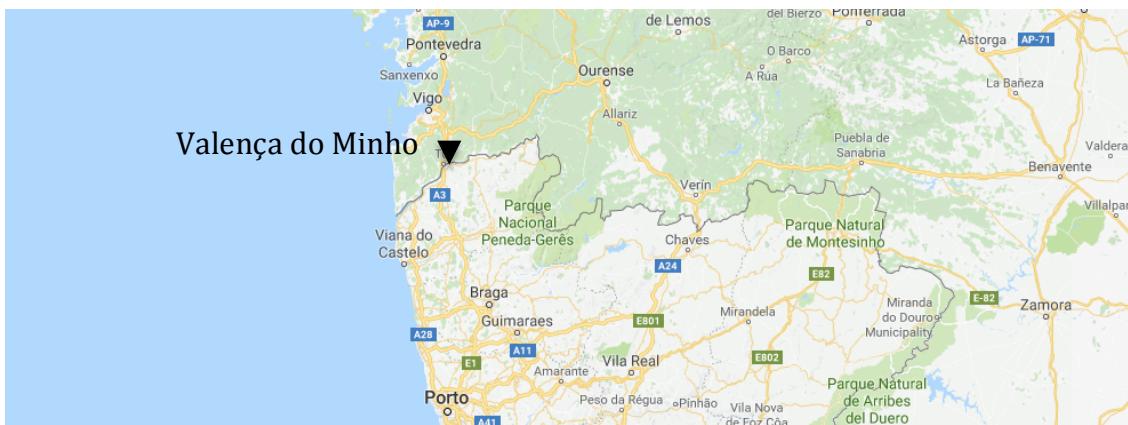 AP-9
de Lemos
del Bierzo
Ponferrada
Pontevedra
Astorga
AP-71
O Barco
Sanxenxo
Ourense
A Rúa
La Bañeza
Vigo
Allariz
Valença do Minho
Puebla de
Sanabria
Valdera
Benavente
Verín
A3
Parque
Nacional
Peneda-Gerês
Villalpan
Parque Natural
de Montesinho
Viana do
Castelo
Chaves
A24
E82
Braga
Miranda
do Douro
Municipality
E-82
Zamora
Mirandela
Guimaraes
E801
A28
A11
E802
E1
Vila Real
Amarante
Parque Natural
de Arribes
del Duero
Porto
Peso da Régua
Pinhão
Vila Nova
de Foz Côa
A41